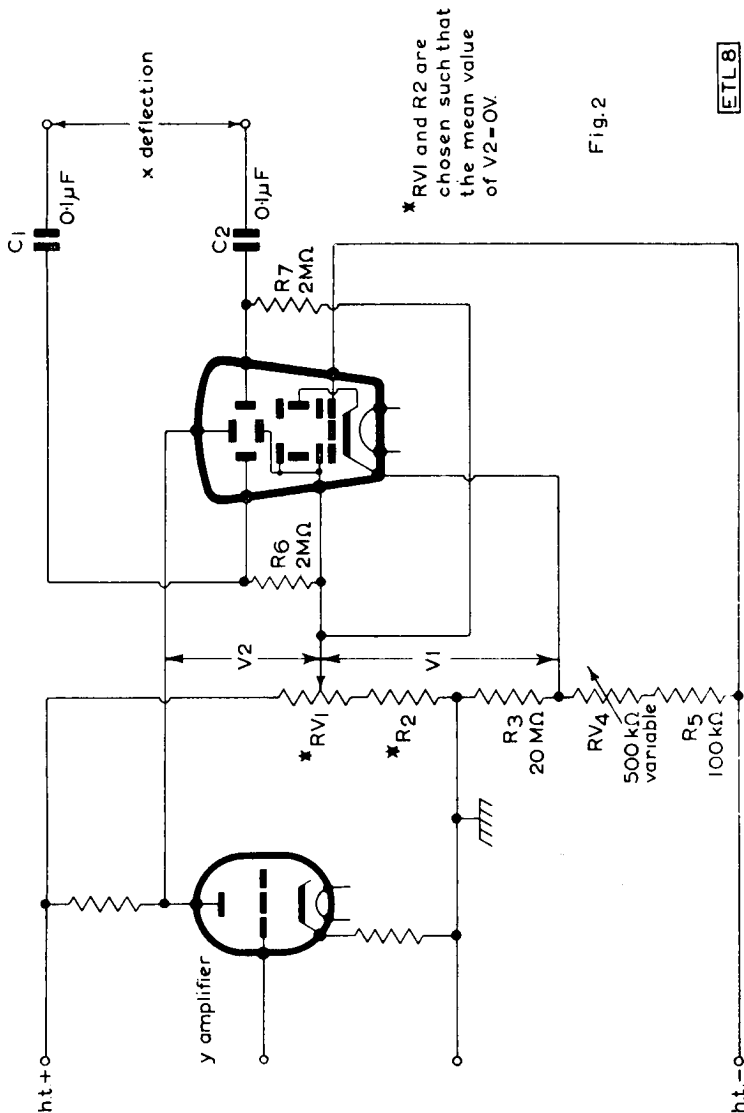 C1
0·1µF
x deflection
C2
0·1µF
R7
2MΩ
R6
2MΩ
*RV1 and R2 are
chosen such that
the mean value
of V2=0V.
Fig.2
ETL8
h.t.+
y amplifier
V2
V1
*RV1
*R2
R3
20MΩ
RV4
500kΩ
variable
R5
100kΩ
h.t.-